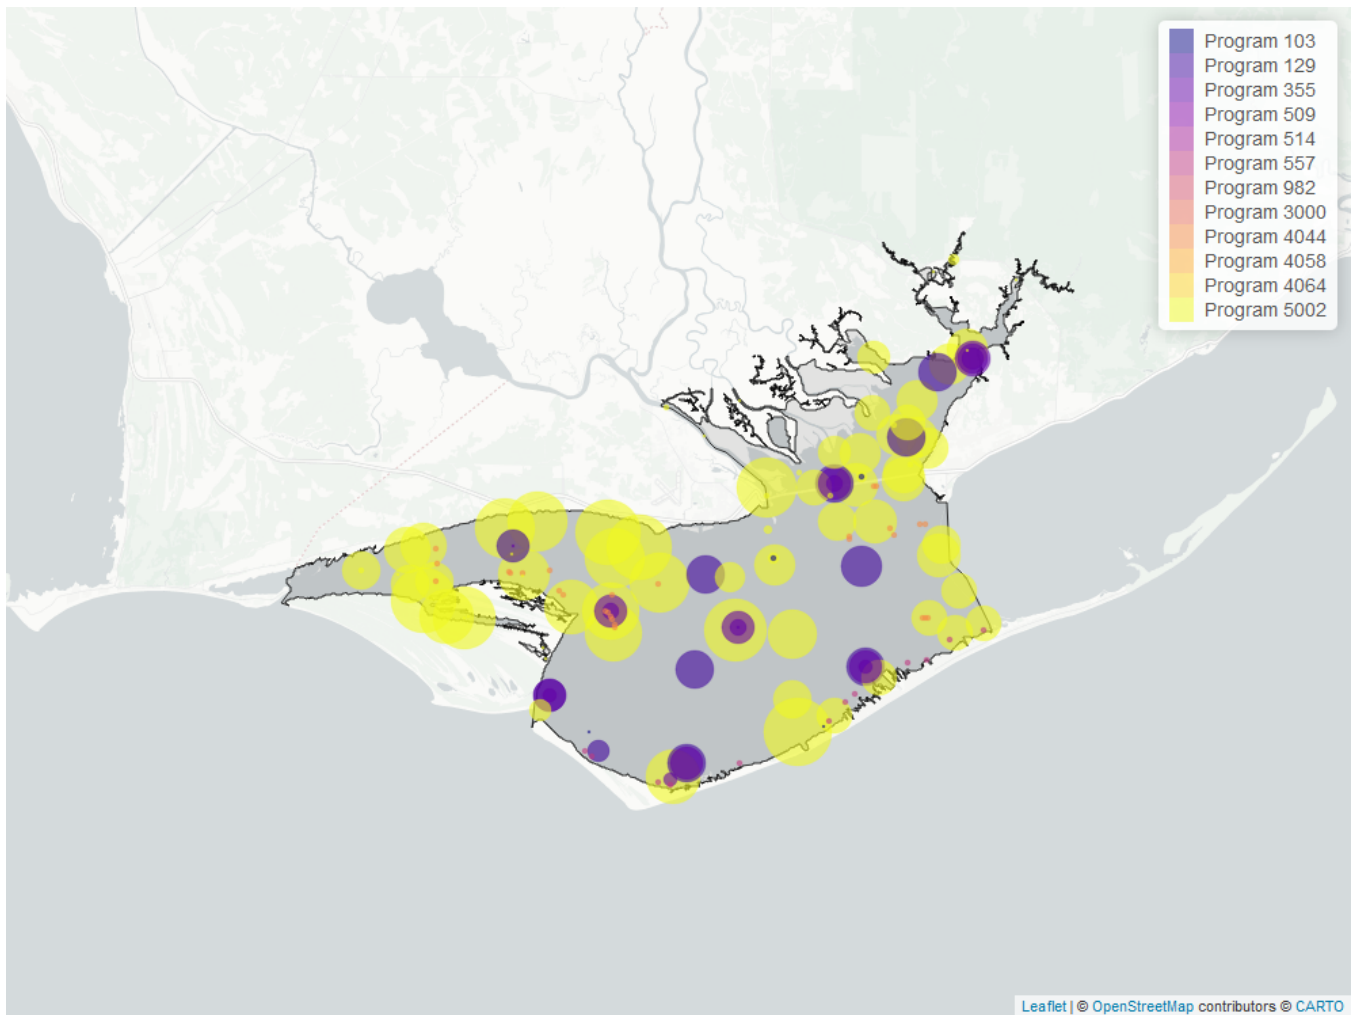 Program 103
Program 129
Program 355
Program 509
Program 514
Program 557
Program 982
Program 3000
Program 4044
Program 4058
Program 4064
Program 5002
Leaflet | © OpenStreetMap contributors © CARTO